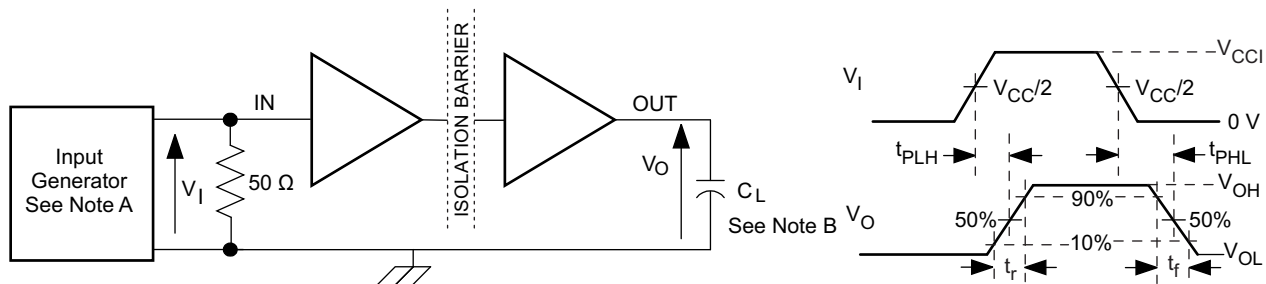 Input
Generator
See Note A
V_I
50 Ω
IN
ISOLATION BARRIER
OUT
V_O
C_L
See Note B
V_I
V_CC/2
V_CC/2
V_CCI
0 V
t_PLH
t_PHL
V_O
50%
90%
10%
50%
V_OH
V_OL
t_r
t_f